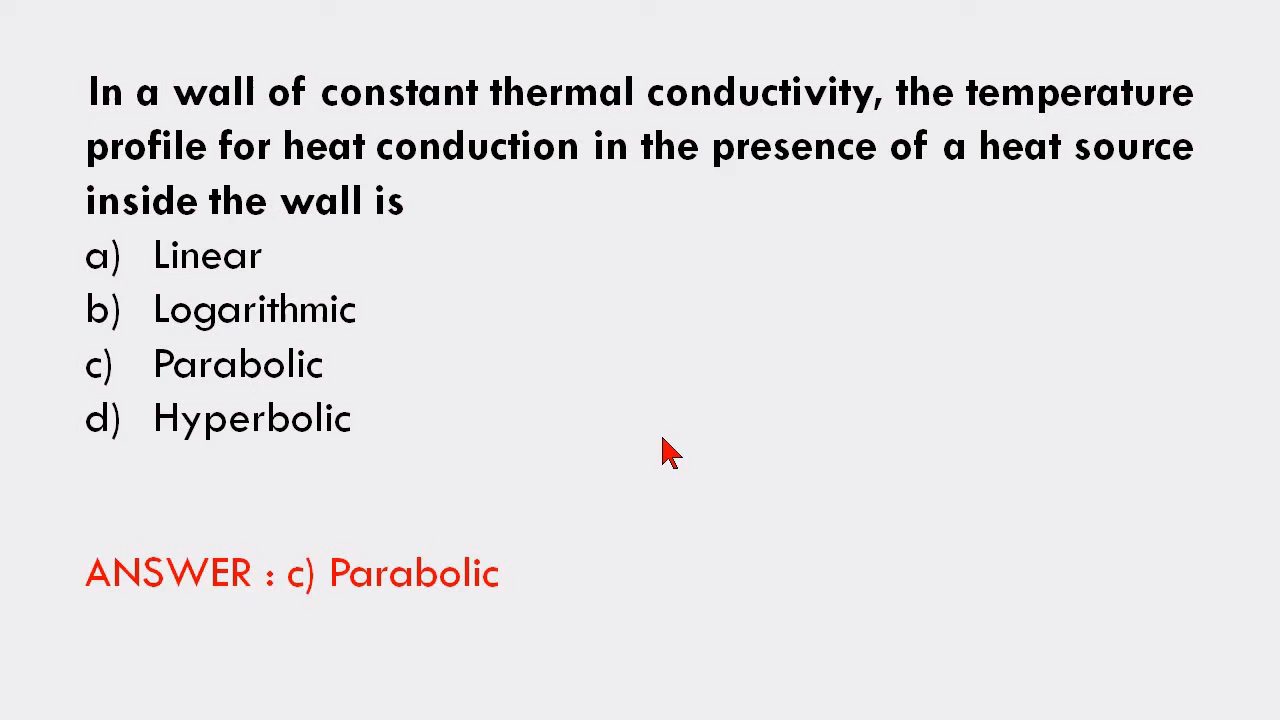 In a wall of constant thermal conductivity, the temperature
profile for heat conduction in the presence of a heat source
inside the wall is
a) Linear
b) Logarithmic
c) Parabolic
d) Hyperbolic
ANSWER : c) Parabolic